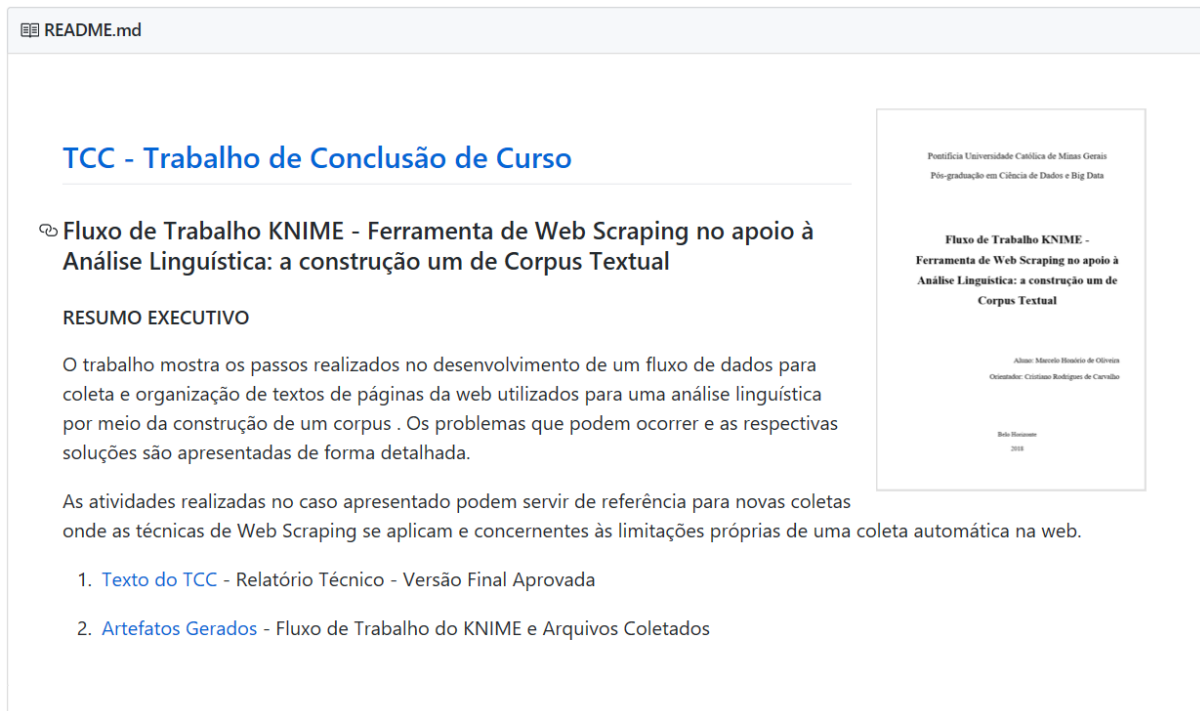 README.md
TCC - Trabalho de Conclusão de Curso
Fluxo de Trabalho KNIME - Ferramenta de Web Scraping no apoio à
Análise Linguística: a construção um de Corpus Textual
RESUMO EXECUTIVO
O trabalho mostra os passos realizados no desenvolvimento de um fluxo de dados para
coleta e organização de textos de páginas da web utilizados para uma análise linguística
por meio da construção de um corpus . Os problemas que podem ocorrer e as respectivas
soluções são apresentadas de forma detalhada.
As atividades realizadas no caso apresentado podem servir de referência para novas coletas
onde as técnicas de Web Scraping se aplicam e concernentes às limitações próprias de uma coleta automática na web.
1. Texto do TCC - Relatório Técnico - Versão Final Aprovada
2. Artefatos Gerados - Fluxo de Trabalho do KNIME e Arquivos Coletados
Pontifícia Universidade Católica de Minas Gerais
Pós-graduação em Ciência de Dados e Big Data
Fluxo de Trabalho KNIME -
Ferramenta de Web Scraping no apoio à
Análise Linguística: a construção um de
Corpus Textual
Aluno: Marcelo Honório de Oliveira
Orientador: Cristiano Rodrigues de Carvalho
Belo Horizonte
2018